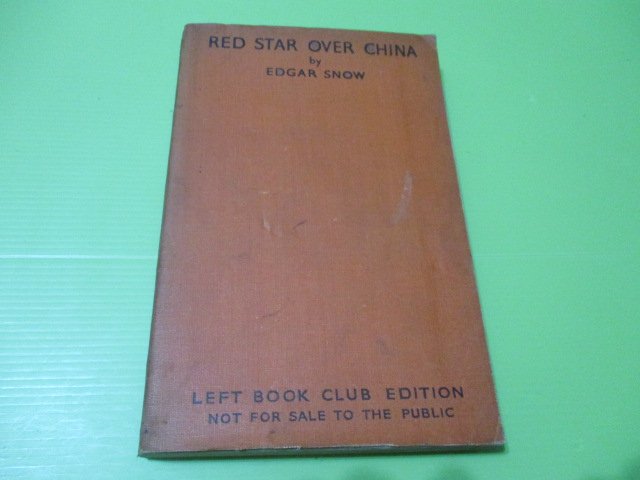 RED STAR OVER CHINA
by
EDGAR SNOW
LEFT BOOK CLUB EDITION
NOT FOR SALE TO THE PUBLIC